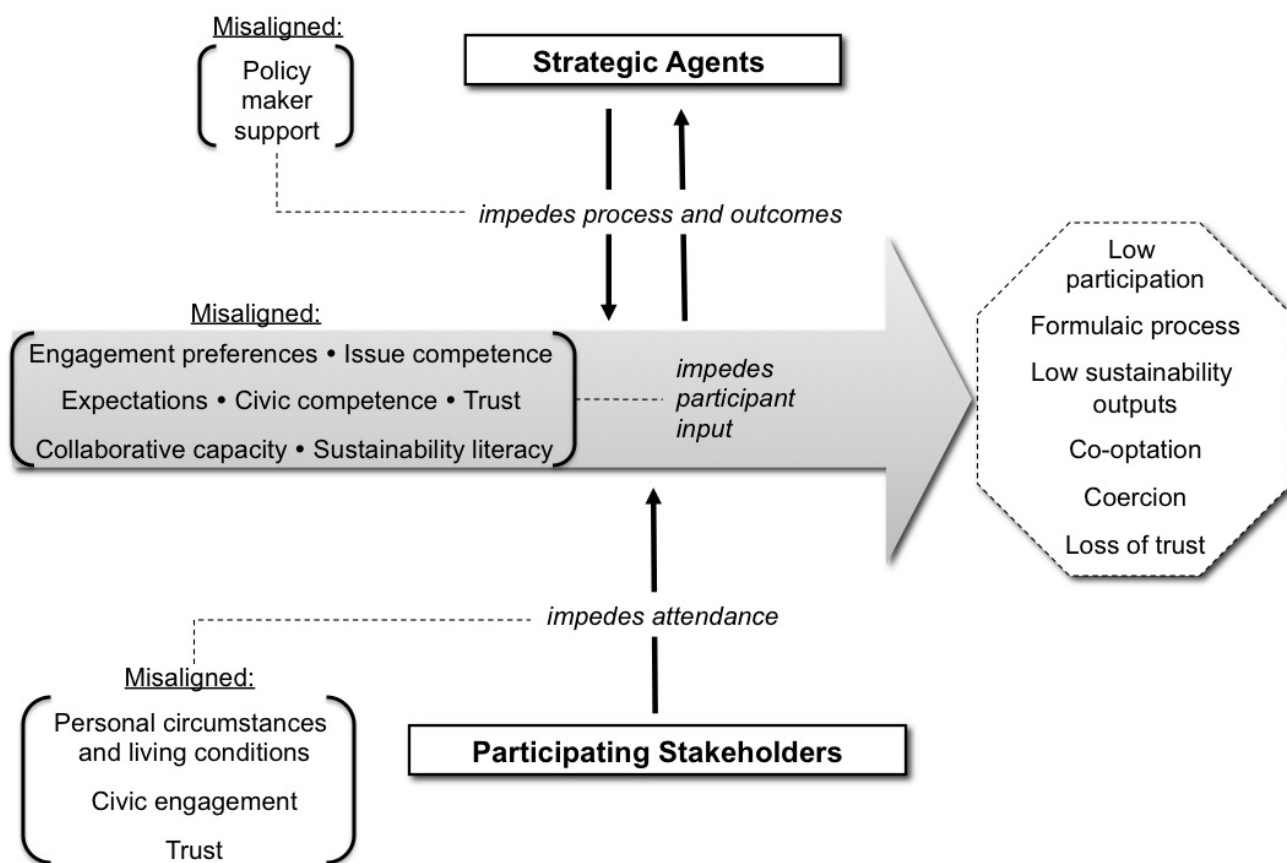 Misaligned:
Policy
maker
support
Strategic Agents
impedes process and outcomes
Misaligned:
Engagement preferences • Issue competence
Expectations • Civic competence • Trust
Collaborative capacity • Sustainability literacy
impedes
participant
input
Low
participation
Formulaic process
Low sustainability
outputs
Co-optation
Coercion
Loss of trust
impedes attendance
Misaligned:
Personal circumstances
and living conditions
Civic engagement
Trust
Participating Stakeholders